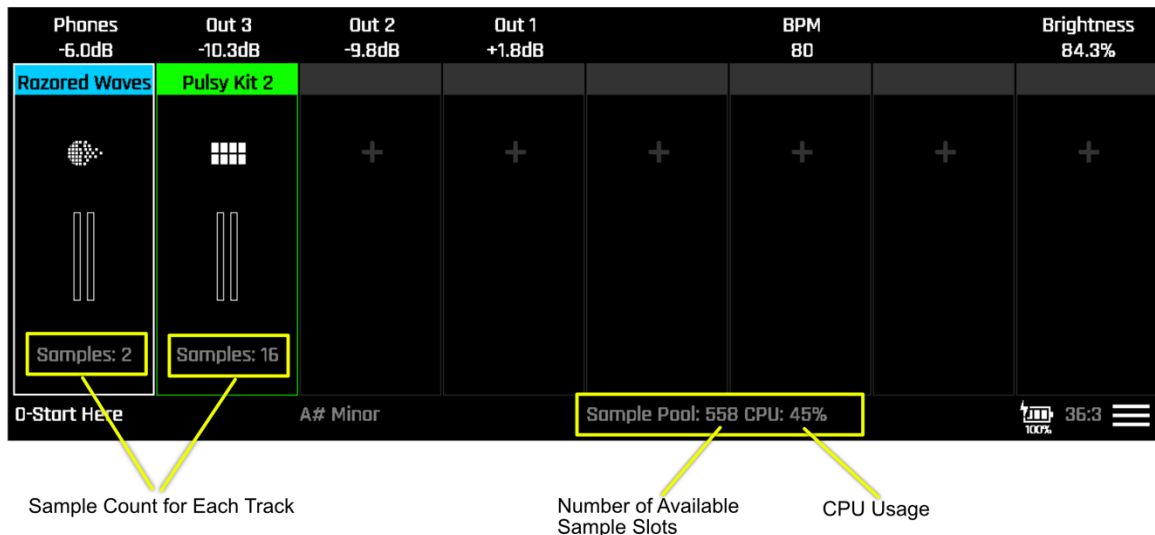 Phones Out 3 Out 2 Out 1 BPM Brightness
-6.0dB -10.3dB -9.8dB +1.8dB 80 84.3%
Razored Waves Pulsy Kit 2
Samples: 2 Samples: 16
0-Start Here A# Minor Sample Pool: 558 CPU: 45% 100% 36:3
Sample Count for Each Track
Number of Available
Sample Slots
CPU Usage